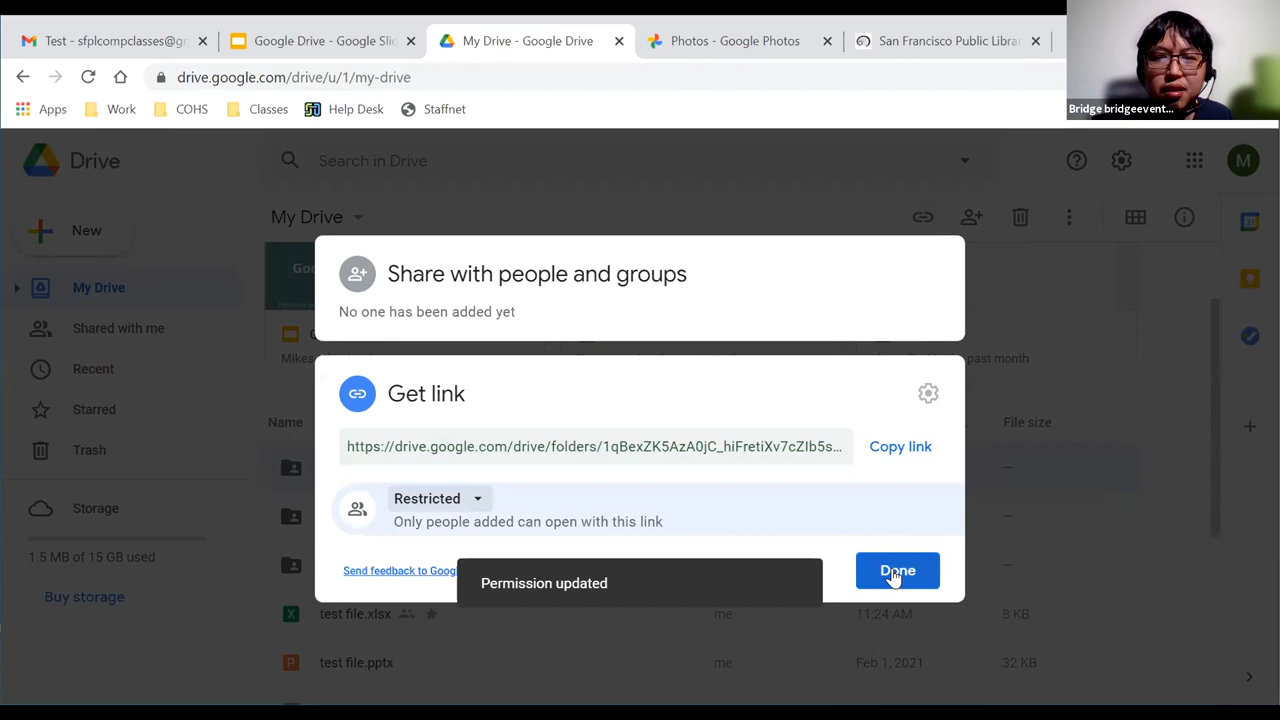 Test - sfplcompclasses@gm
Google Drive - Google Slid
My Drive - Google Drive
Photos - Google Photos
San Francisco Public Librar
drive.google.com/drive/u/1/my-drive
Bridge bridgeevent...
Apps
Work
COHS
Classes
Help Desk
Staffnet
Drive
Search in Drive
M
New
My Drive
Share with people and groups
No one has been added yet
My Drive
Shared with me
Recent
Starred
Trash
Storage
1.5 MB of 15 GB used
Buy storage
Goo
G
Mikes
past month
Name
File size
Get link
https://drive.google.com/drive/folders/1qBexZK5AzA0jC_hiFretiXv7cZIb5s...
Copy link
Restricted
Only people added can open with this link
Send feedback to Googl
Permission updated
Done
test file.xlsx
me
11:24 AM
9 KB
test file.pptx
me
Feb 1, 2021
32 KB